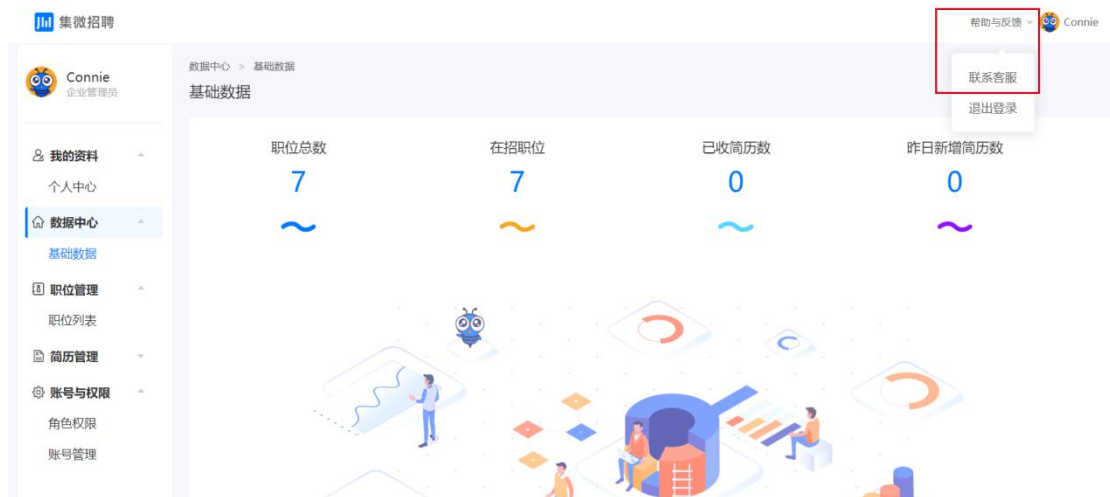 集微招聘
帮助与反馈
Connie
联系客服
退出登录
Connie
企业管理员
我的资料
个人中心
数据中心
基础数据
职位管理
职位列表
简历管理
账号与权限
角色权限
账号管理
数据中心 > 基础数据
基础数据
职位总数
7
在招职位
7
已收简历数
0
昨日新增简历数
0